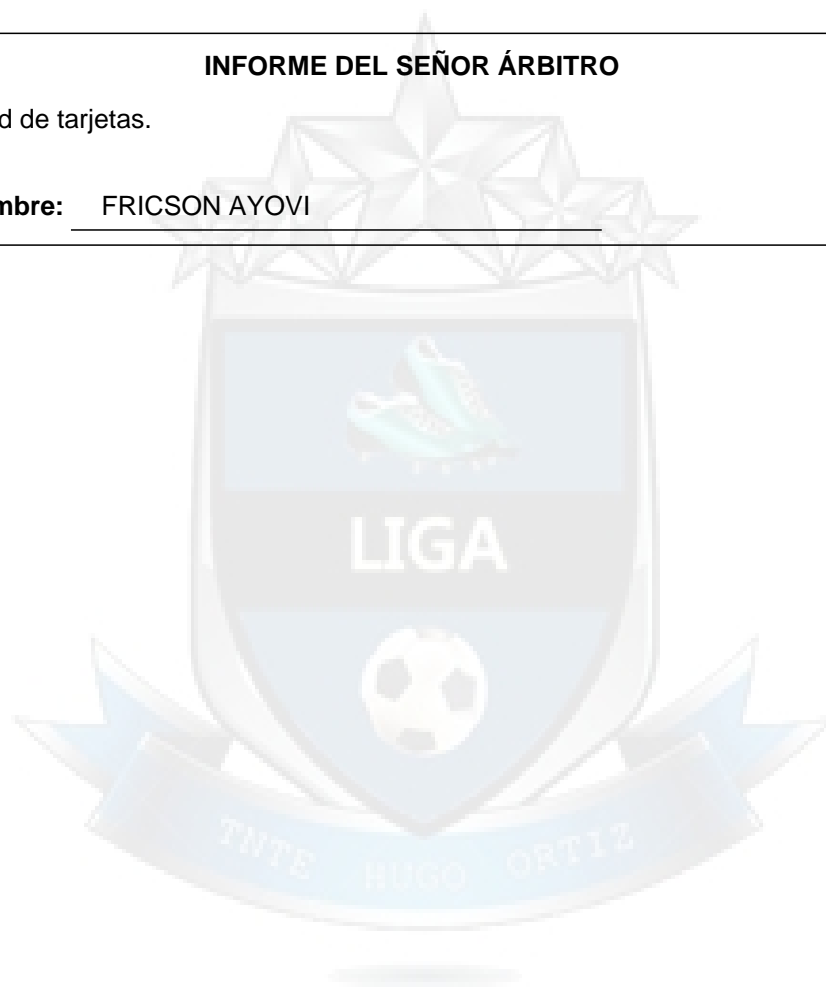 INFORME DEL SEÑOR ÁRBITRO
d de tarjetas.
mbre: FRICSON AYOVI
LIGA
TNTE HUGO ORTIZ